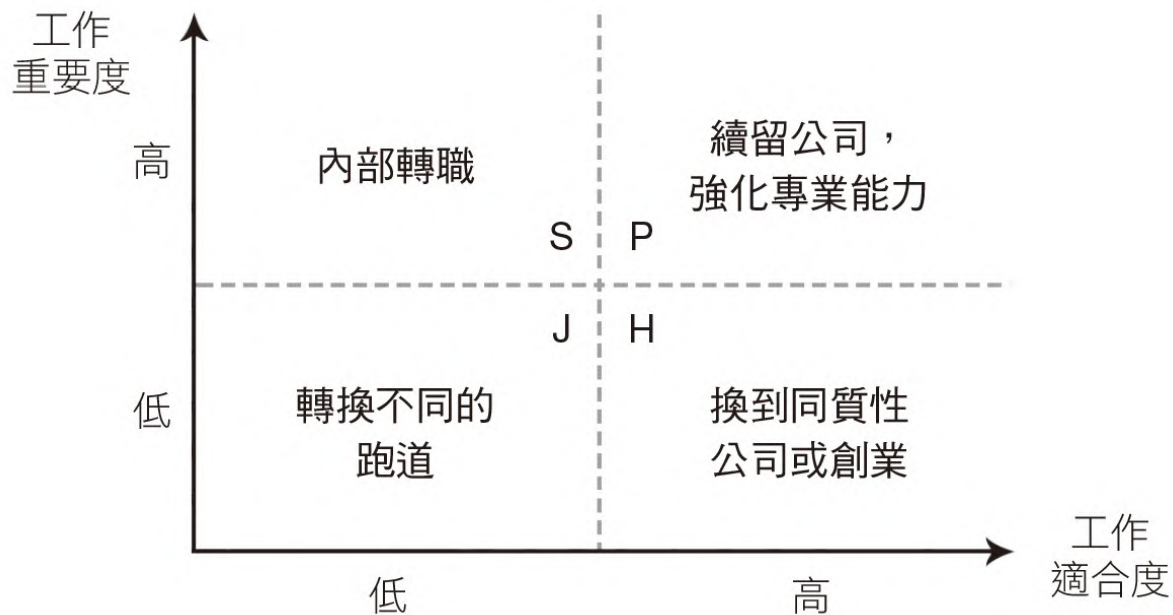 工作
重要度
高
內部轉職
續留公司，
強化專業能力
S P
J H
低
轉換不同的
跑道
換到同質性
公司或創業
低
高
工作
適合度